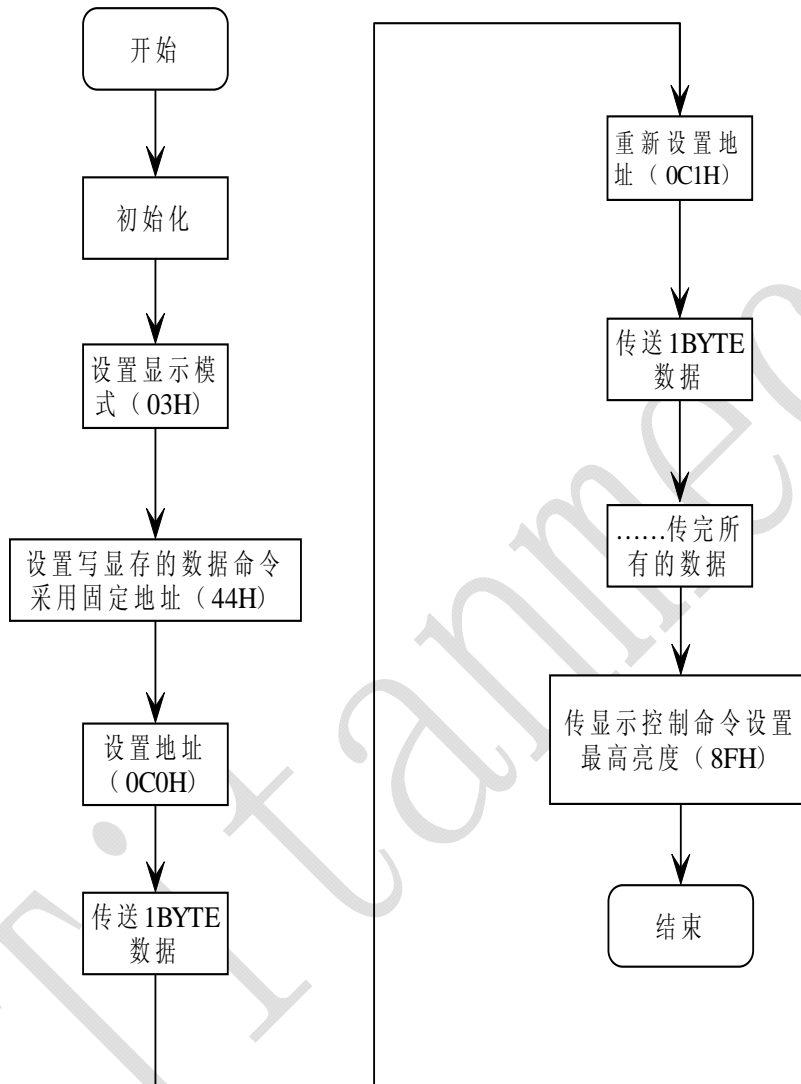 开始
初始化
设置显示模
式（03H）
设置写显存的数据命令
采用固定地址（44H）
设置地址
（0C0H）
传送1BYTE
数据
重新设置地
址（0C1H）
传送1BYTE
数据
……传完所
有的数据
传显示控制命令设置
最高亮度（8FH）
结束